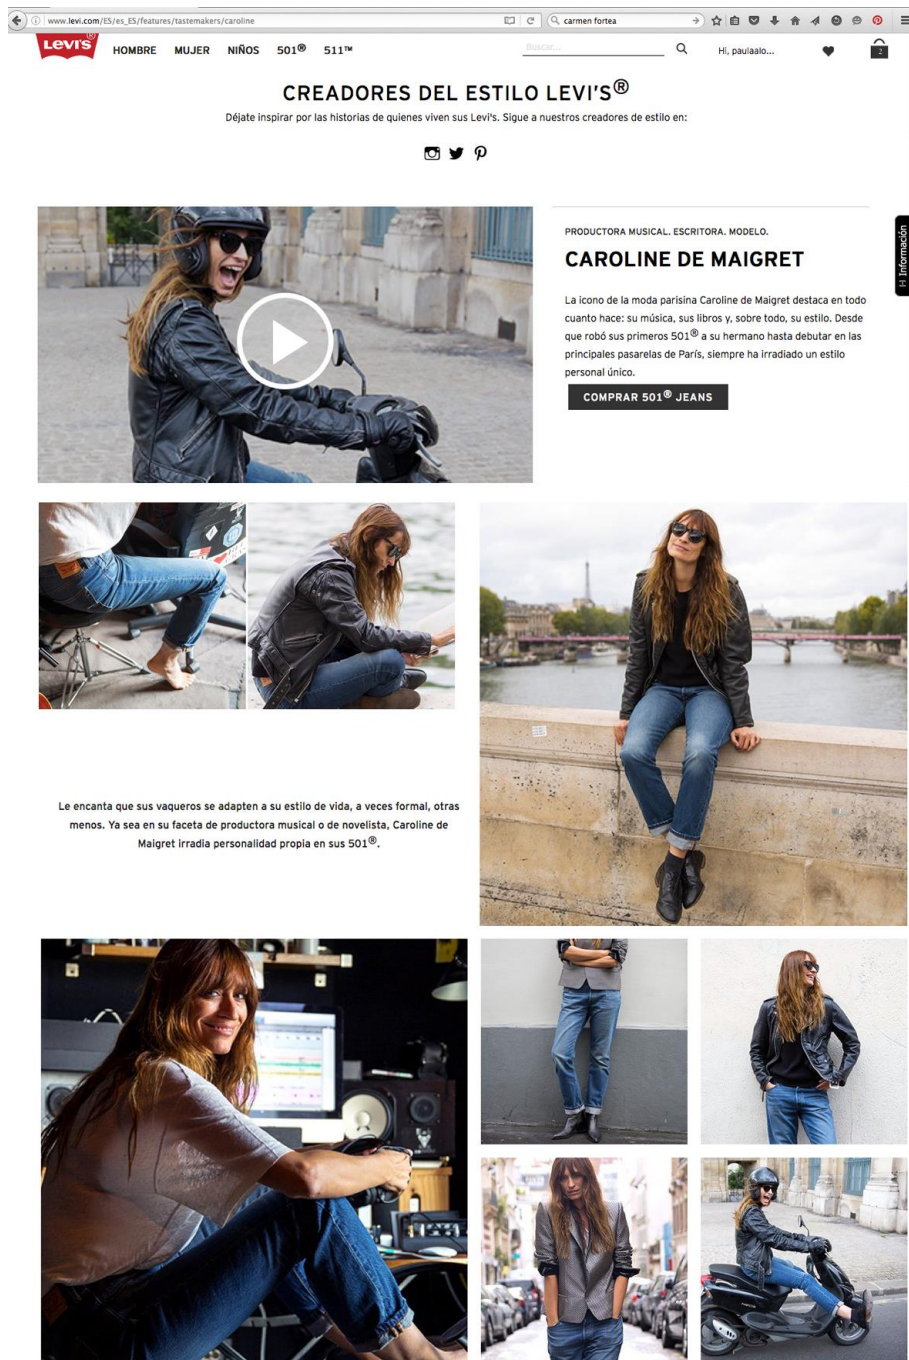 www.levi.com/ES/es_ES/features/tastemakers/caroline
carmen fortea
LEVI'S®
HOMBRE MUJER NIÑOS 501® 511™
Buscar...
Hi, paulaalo...
2
CREADORES DEL ESTILO LEVI'S®
Déjate inspirar por las historias de quienes viven sus Levi's. Sigue a nuestros creadores de estilo en:
PRODUCTORA MUSICAL. ESCRITORA. MODELO.
CAROLINE DE MAIGRET
La icono de la moda parisina Caroline de Maigret destaca en todo
cuanto hace: su música, sus libros y, sobre todo, su estilo. Desde
que robó sus primeros 501® a su hermano hasta debutar en las
principales pasarelas de París, siempre ha irradiado un estilo
personal único.
COMPRAR 501® JEANS
Información
Le encanta que sus vaqueros se adapten a su estilo de vida, a veces formal, otras
menos. Ya sea en su faceta de productora musical o de novelista, Caroline de
Maigret irradia personalidad propia en sus 501®.